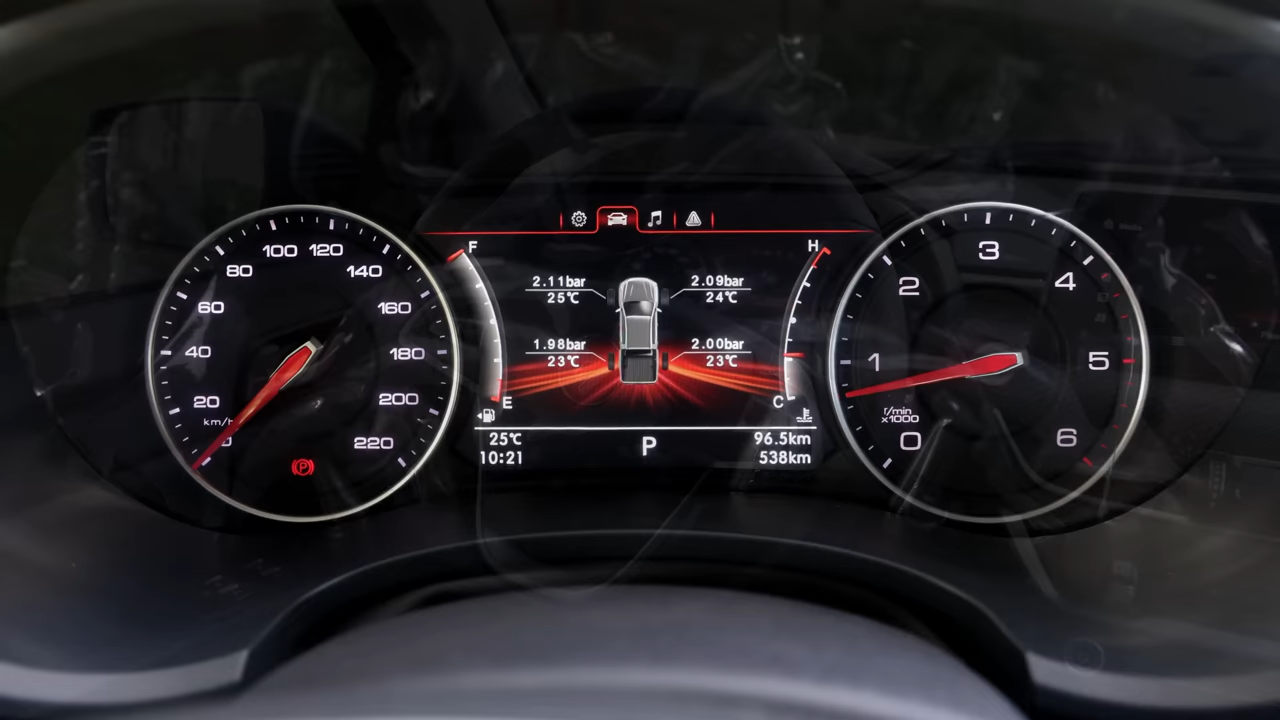 100 120
80 140
60 160
40 180
20 200
km/h
0 220
F H
2.11bar 2.09bar
25℃ 24℃
1.98bar 2.00bar
23℃ 23℃
E C
25℃ P 96.5km
10:21 538km
3
2 4
1 5
r/min
x1000
0 6
(P)